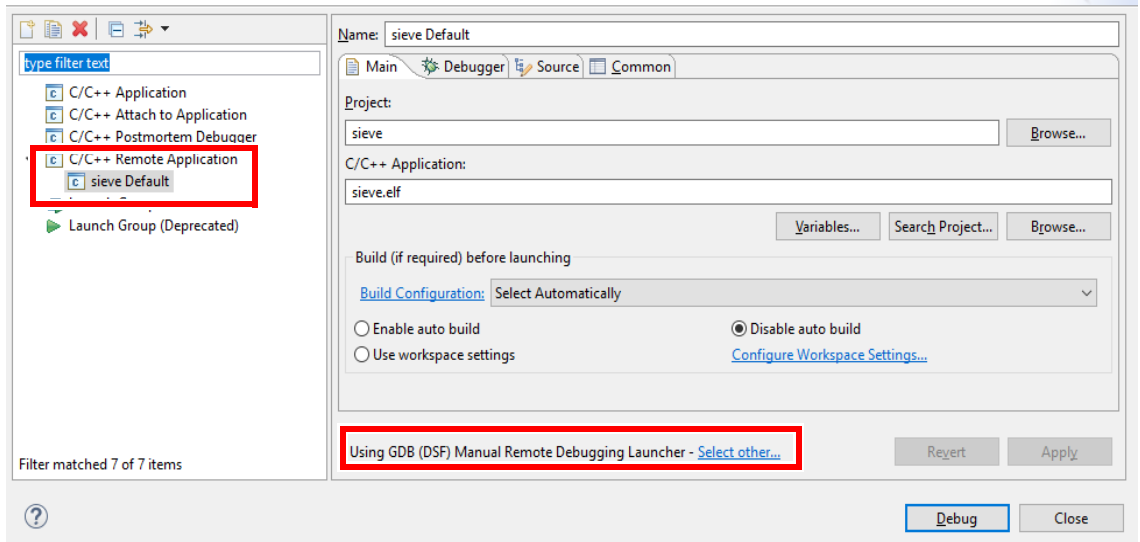 Name: sieve Default
type filter text
C/C++ Application
C/C++ Attach to Application
C/C++ Postmortem Debugger
C/C++ Remote Application
sieve Default
Launch Group (Deprecated)
Filter matched 7 of 7 items
Main Debugger Source Common
Project:
sieve Browse...
C/C++ Application:
sieve.elf
Variables... Search Project... Browse...
Build (if required) before launching
Build Configuration: Select Automatically
Enable auto build Disable auto build
Use workspace settings Configure Workspace Settings...
Using GDB (DSF) Manual Remote Debugging Launcher - Select other... Revert Apply
Debug Close